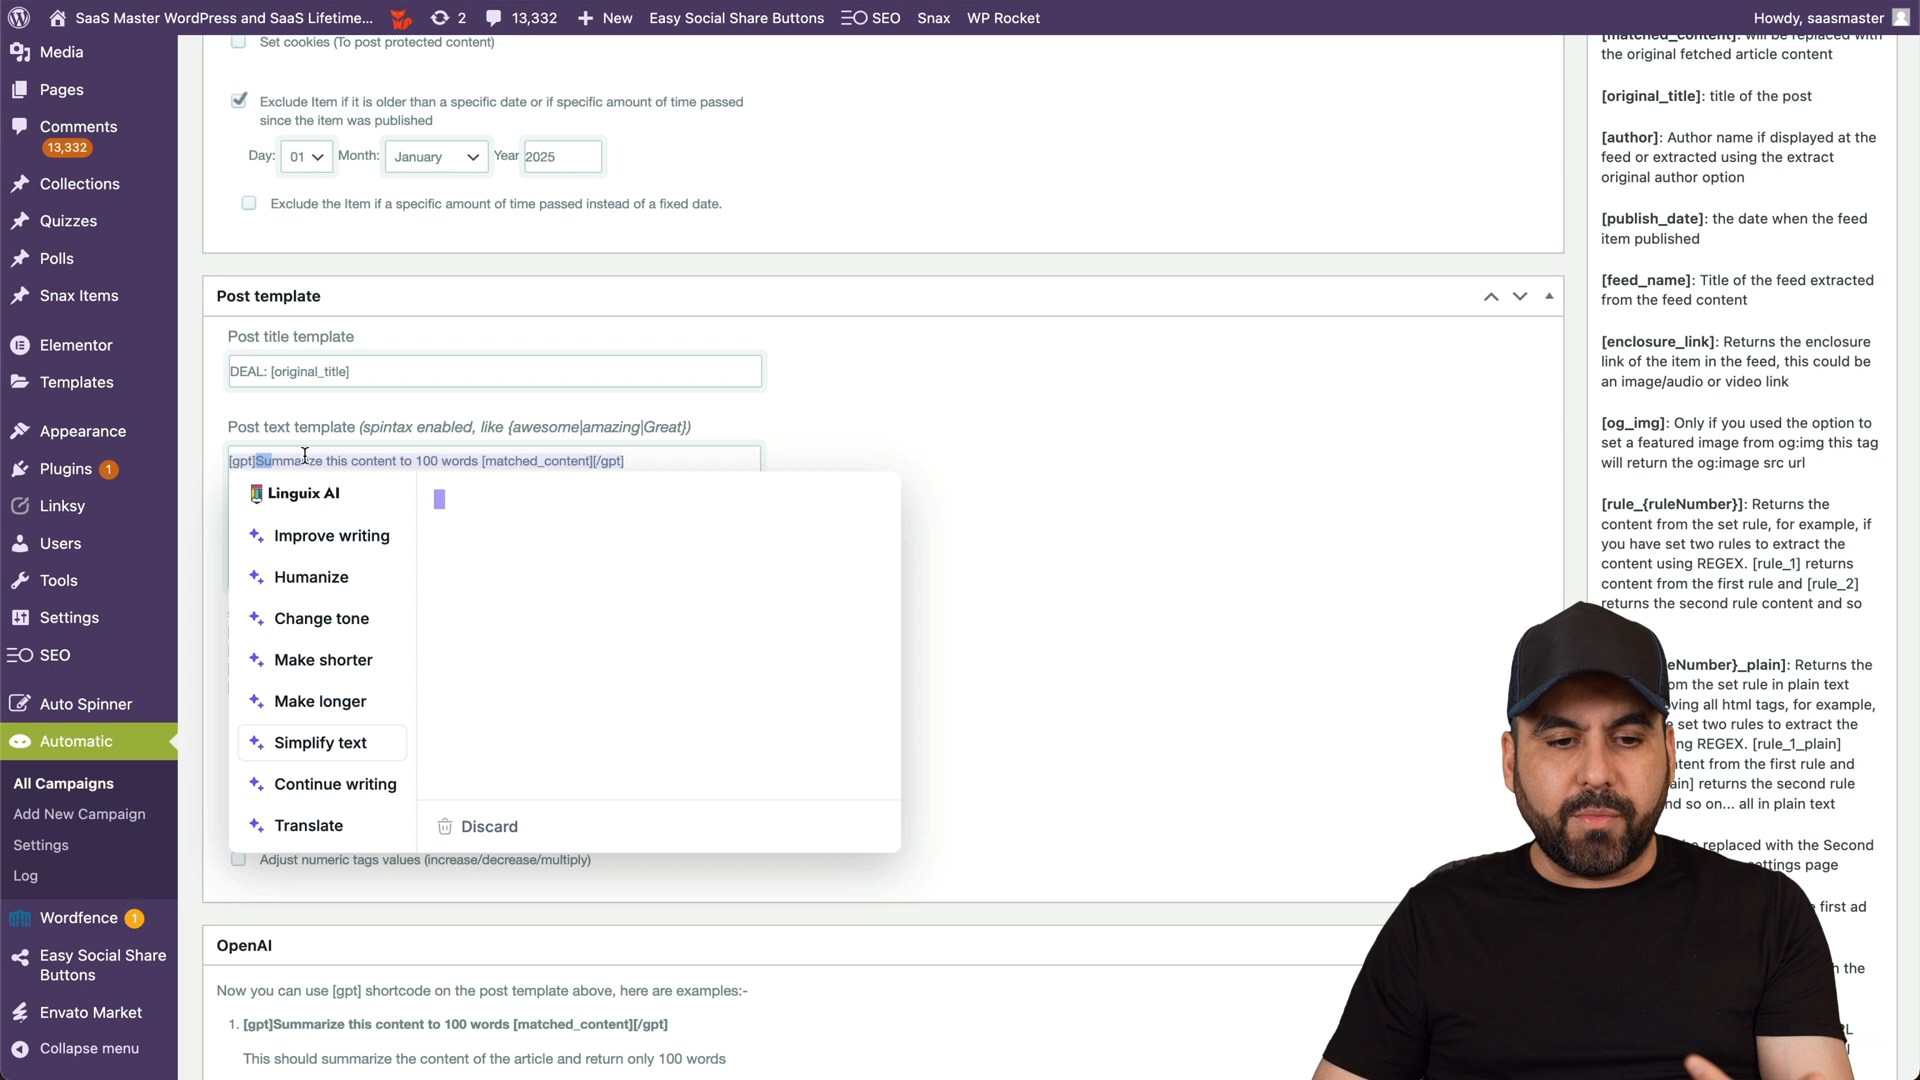 SaaS Master WordPress and SaaS Lifetime...
2
13,332
New
Easy Social Share Buttons
SEO
Snax
WP Rocket
Howdy, saasmaster
Media
Pages
Comments
13,332
Collections
Quizzes
Polls
Snax Items
Elementor
Templates
Appearance
Plugins 1
Linksy
Users
Tools
Settings
SEO
Auto Spinner
Automatic
All Campaigns
Add New Campaign
Settings
Log
Wordfence 1
Easy Social Share
Buttons
Envato Market
Collapse menu
Set cookies (To post protected content)
Exclude Item if it is older than a specific date or if specific amount of time passed
since the item was published
Day: 01 Month: January Year 2025
Exclude the Item if a specific amount of time passed instead of a fixed date.
Post template
Post title template
DEAL: [original_title]
Post text template (spintax enabled, like {awesome|amazing|Great})
[gpt]Summarize this content to 100 words [matched_content][/gpt]
Linguix AI
Improve writing
Humanize
Change tone
Make shorter
Make longer
Simplify text
Continue writing
Translate
Discard
Adjust numeric tags values (increase/decrease/multiply)
OpenAI
Now you can use [gpt] shortcode on the post template above, here are examples:-
1. [gpt]Summarize this content to 100 words [matched_content][/gpt]
This should summarize the content of the article and return only 100 words
[matched_content]: will be replaced with
the original fetched article content
[original_title]: title of the post
[author]: Author name if displayed at the
feed or extracted using the extract
original author option
[publish_date]: the date when the feed
item published
[feed_name]: Title of the feed extracted
from the feed content
[enclosure_link]: Returns the enclosure
link of the item in the feed, this could be
an image/audio or video link
[og_img]: Only if you used the option to
set a featured image from og:img this tag
will return the og:image src url
[rule_{ruleNumber}]: Returns the
content from the set rule, for example, if
you have set two rules to extract the
content using REGEX. [rule_1] returns
content from the first rule and [rule_2]
returns the second rule content and so
eNumber}_plain]: Returns the
om the set rule in plain text
ving all html tags, for example,
set two rules to extract the
ng REGEX. [rule_1_plain]
tent from the first rule and
ain] returns the second rule
nd so on... all in plain text
replaced with the Second
ettings page
first ad
h the